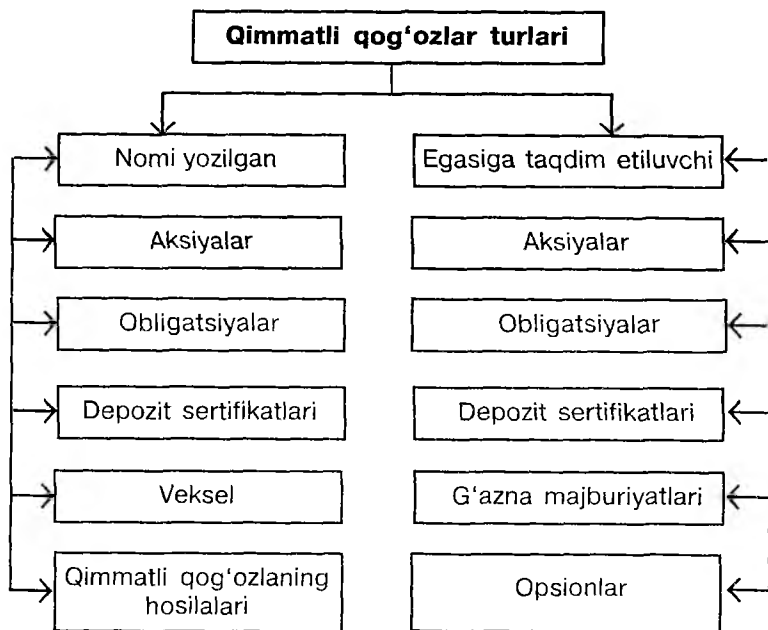 Qimmatli qog‘ozlar turlari
Nomi yozilgan
Egasiga taqdim etiluvchi
Aksiyalar
Aksiyalar
Obligatsiyalar
Obligatsiyalar
Depozit sertifikatlari
Depozit sertifikatlari
Veksel
G‘azna majburiyatlari
Qimmatli qog‘ozlaning
hosilalari
Opsionlar